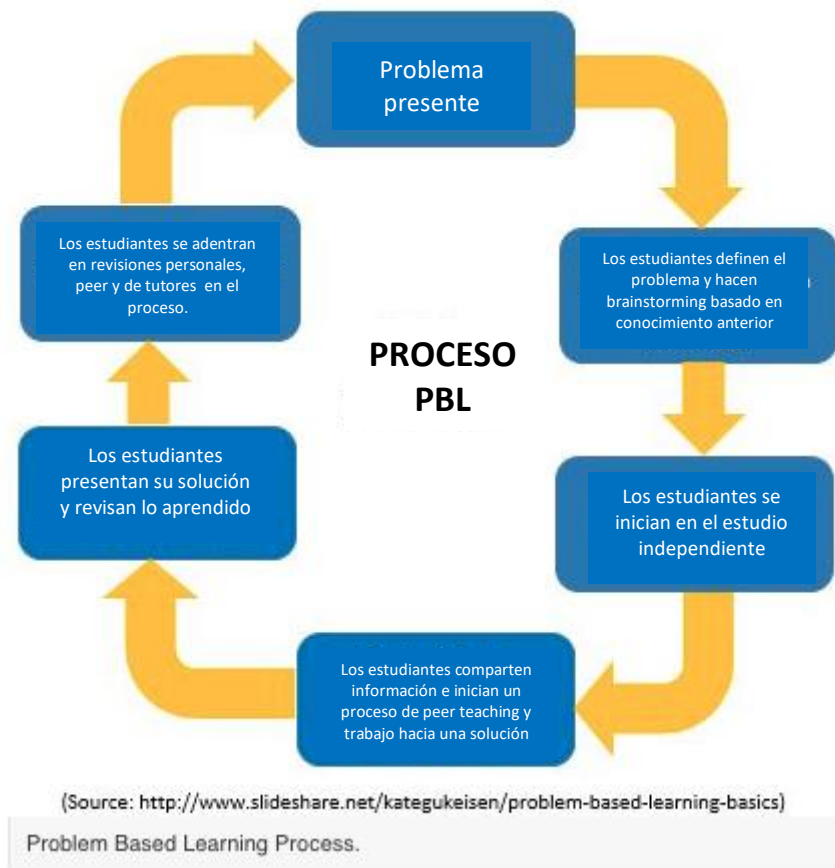 Problema
presente
Los estudiantes definen el
problema y hacen
brainstorming basado en
conocimiento anterior
Los estudiantes se
inician en el estudio
independiente
Los estudiantes comparten
información e inician un
proceso de peer teaching y
trabajo hacia una solución
Los estudiantes
presentan su solución
y revisan lo aprendido
Los estudiantes se adentran
en revisiones personales,
peer y de tutores en el
proceso.
PROCESO
PBL
(Source: http://www.slideshare.net/kategukeisen/problem-based-learning-basics)
Problem Based Learning Process.